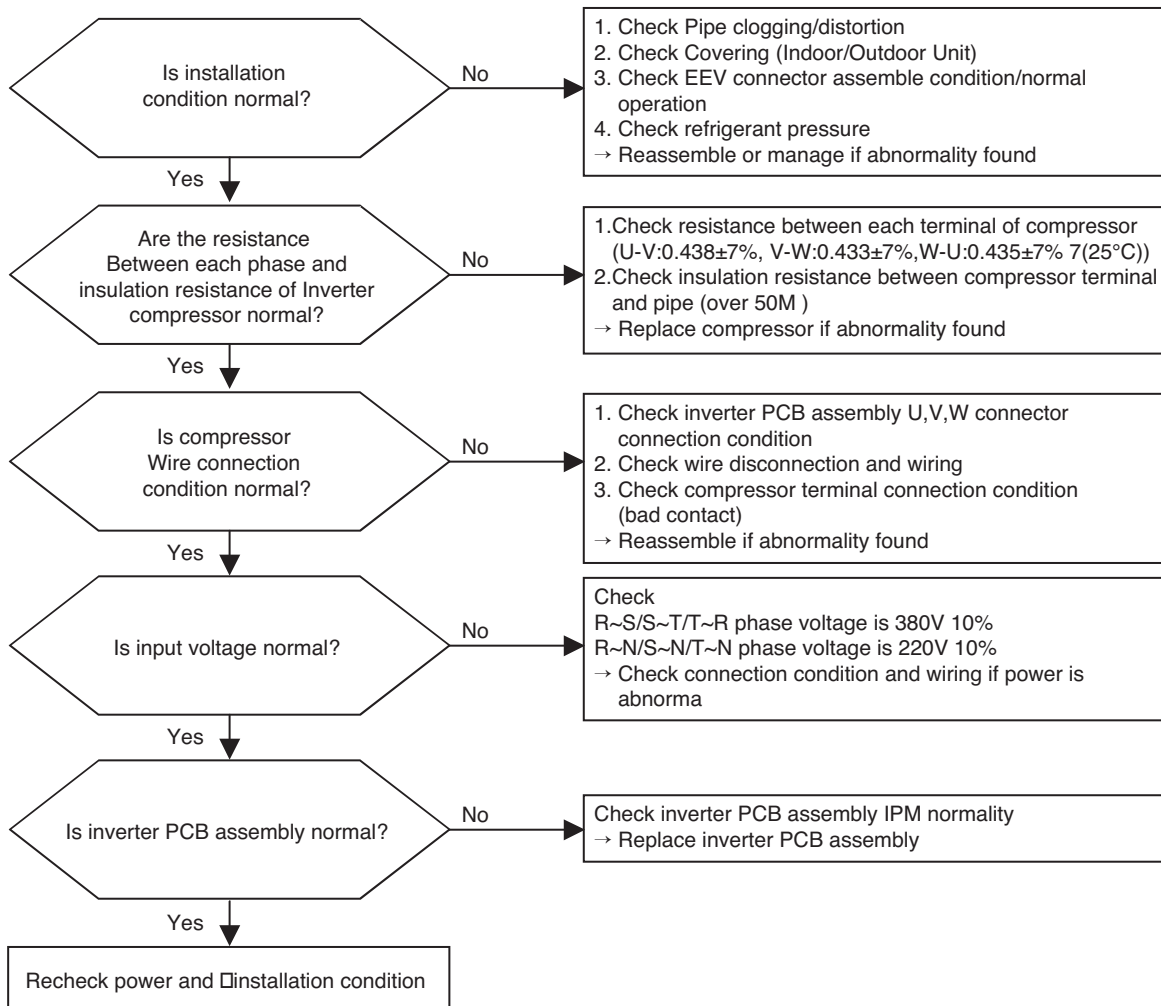 Is installation
condition normal?
No
1. Check Pipe clogging/distortion
2. Check Covering (Indoor/Outdoor Unit)
3. Check EEV connector assemble condition/normal
operation
4. Check refrigerant pressure
→ Reassemble or manage if abnormality found
Yes
Are the resistance
Between each phase and
insulation resistance of Inverter
compressor normal?
1.Check resistance between each terminal of compressor
(U-V:0.438±7%, V-W:0.433±7%,W-U:0.435±7% 7(25°C))
2.Check insulation resistance between compressor terminal
and pipe (over 50M )
→ Replace compressor if abnormality found
Yes
Is compressor
Wire connection
condition normal?
No
1. Check inverter PCB assembly U,V,W connector
connection condition
2. Check wire disconnection and wiring
3. Check compressor terminal connection condition
(bad contact)
→ Reassemble if abnormality found
Yes
Is input voltage normal?
No
Check
R~S/S~T/T~R phase voltage is 380V 10%
R~N/S~N/T~N phase voltage is 220V 10%
→ Check connection condition and wiring if power is
abnorma
Yes
Is inverter PCB assembly normal?
No
Check inverter PCB assembly IPM normality
→ Replace inverter PCB assembly
Yes
Recheck power and □installation condition